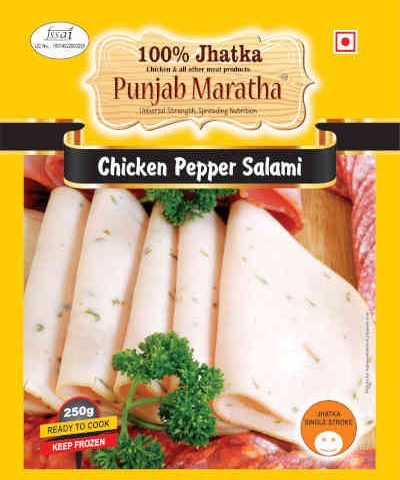 fssai
100% Jhatka
Chicken & all other meat products
Punjab Maratha
Universal Strength, Spreading Nutrition
Chicken Pepper Salami
250g
READY TO COOK
KEEP FROZEN
JHATKA
SINGLE STROKE